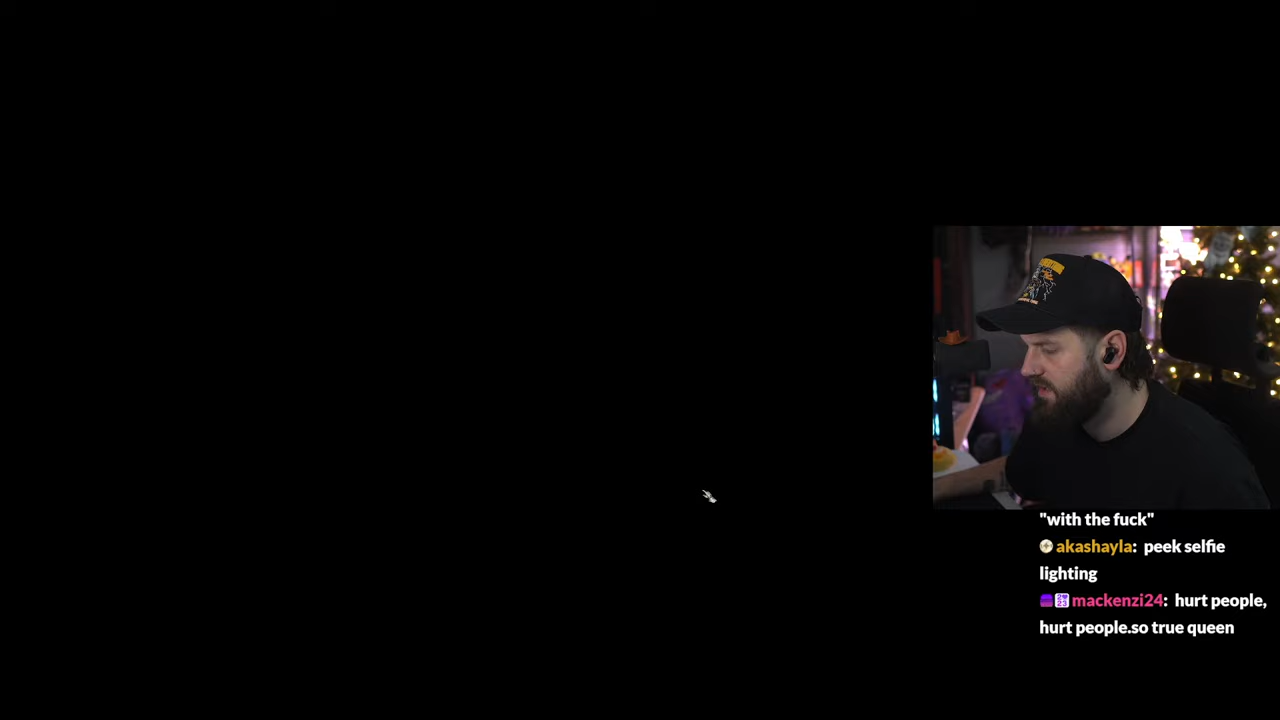 "with the fuck"
akashayla: peek selfie
lighting
mackenzi24: hurt people,
hurt people.so true queen